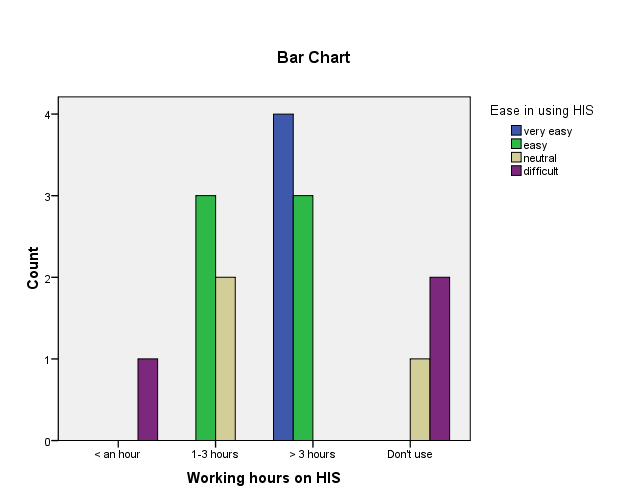 Bar Chart
Ease in using HIS
very easy
easy
neutral
difficult
Count
4
3
2
1
0
< an hour
1-3 hours
> 3 hours
Don't use
Working hours on HIS